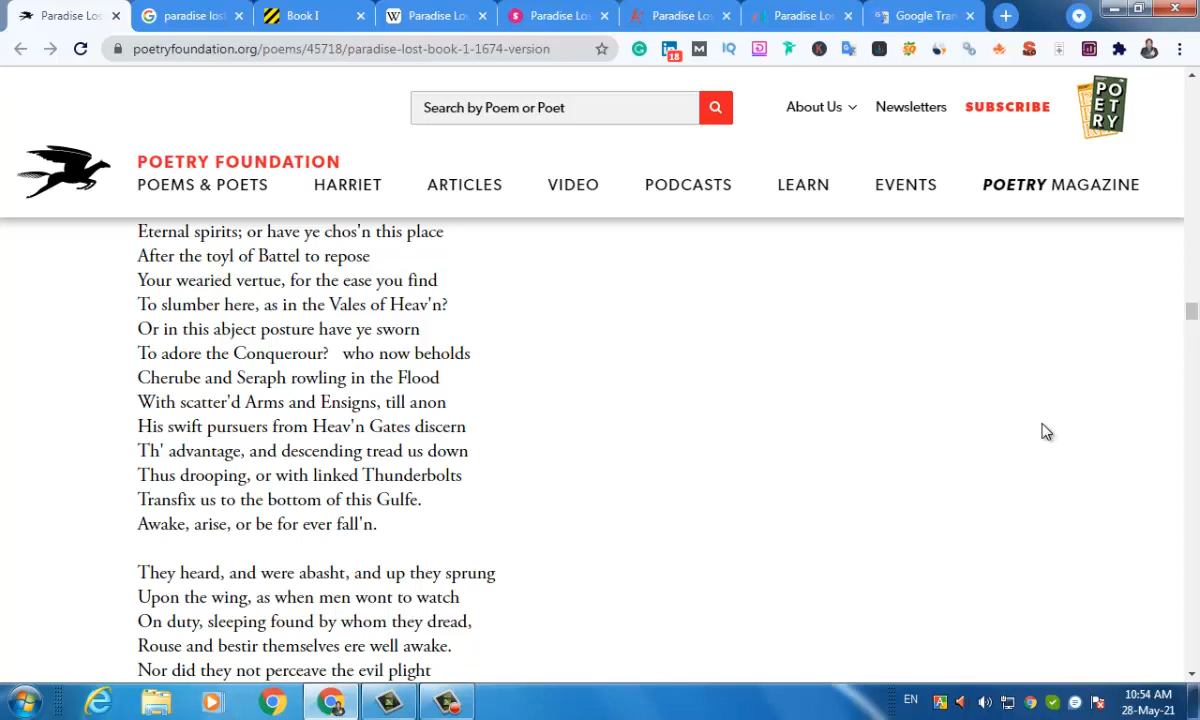 Paradise Los
paradise lost
Book I
Paradise Los
Paradise Los
Paradise Los
Paradise Los
Google Tran
poetryfoundation.org/poems/45718/paradise-lost-book-1-1674-version
18
Search by Poem or Poet
About Us
Newsletters
SUBSCRIBE
PO
ET
RY
POETRY FOUNDATION
POEMS & POETS
HARRIET
ARTICLES
VIDEO
PODCASTS
LEARN
EVENTS
POETRY MAGAZINE
Eternal spirits; or have ye chos'n this place
After the toyl of Battel to repose
Your wearied vertue, for the ease you find
To slumber here, as in the Vales of Heav'n?
Or in this abject posture have ye sworn
To adore the Conquerour? who now beholds
Cherube and Seraph rowling in the Flood
With scatter'd Arms and Ensigns, till anon
His swift pursuers from Heav'n Gates discern
Th' advantage, and descending tread us down
Thus drooping, or with linked Thunderbolts
Transfix us to the bottom of this Gulfe.
Awake, arise, or be for ever fall'n.
They heard, and were abasht, and up they sprung
Upon the wing, as when men wont to watch
On duty, sleeping found by whom they dread,
Rouse and bestir themselves ere well awake.
Nor did they not perceave the evil plight
EN
10:54 AM
28-May-21